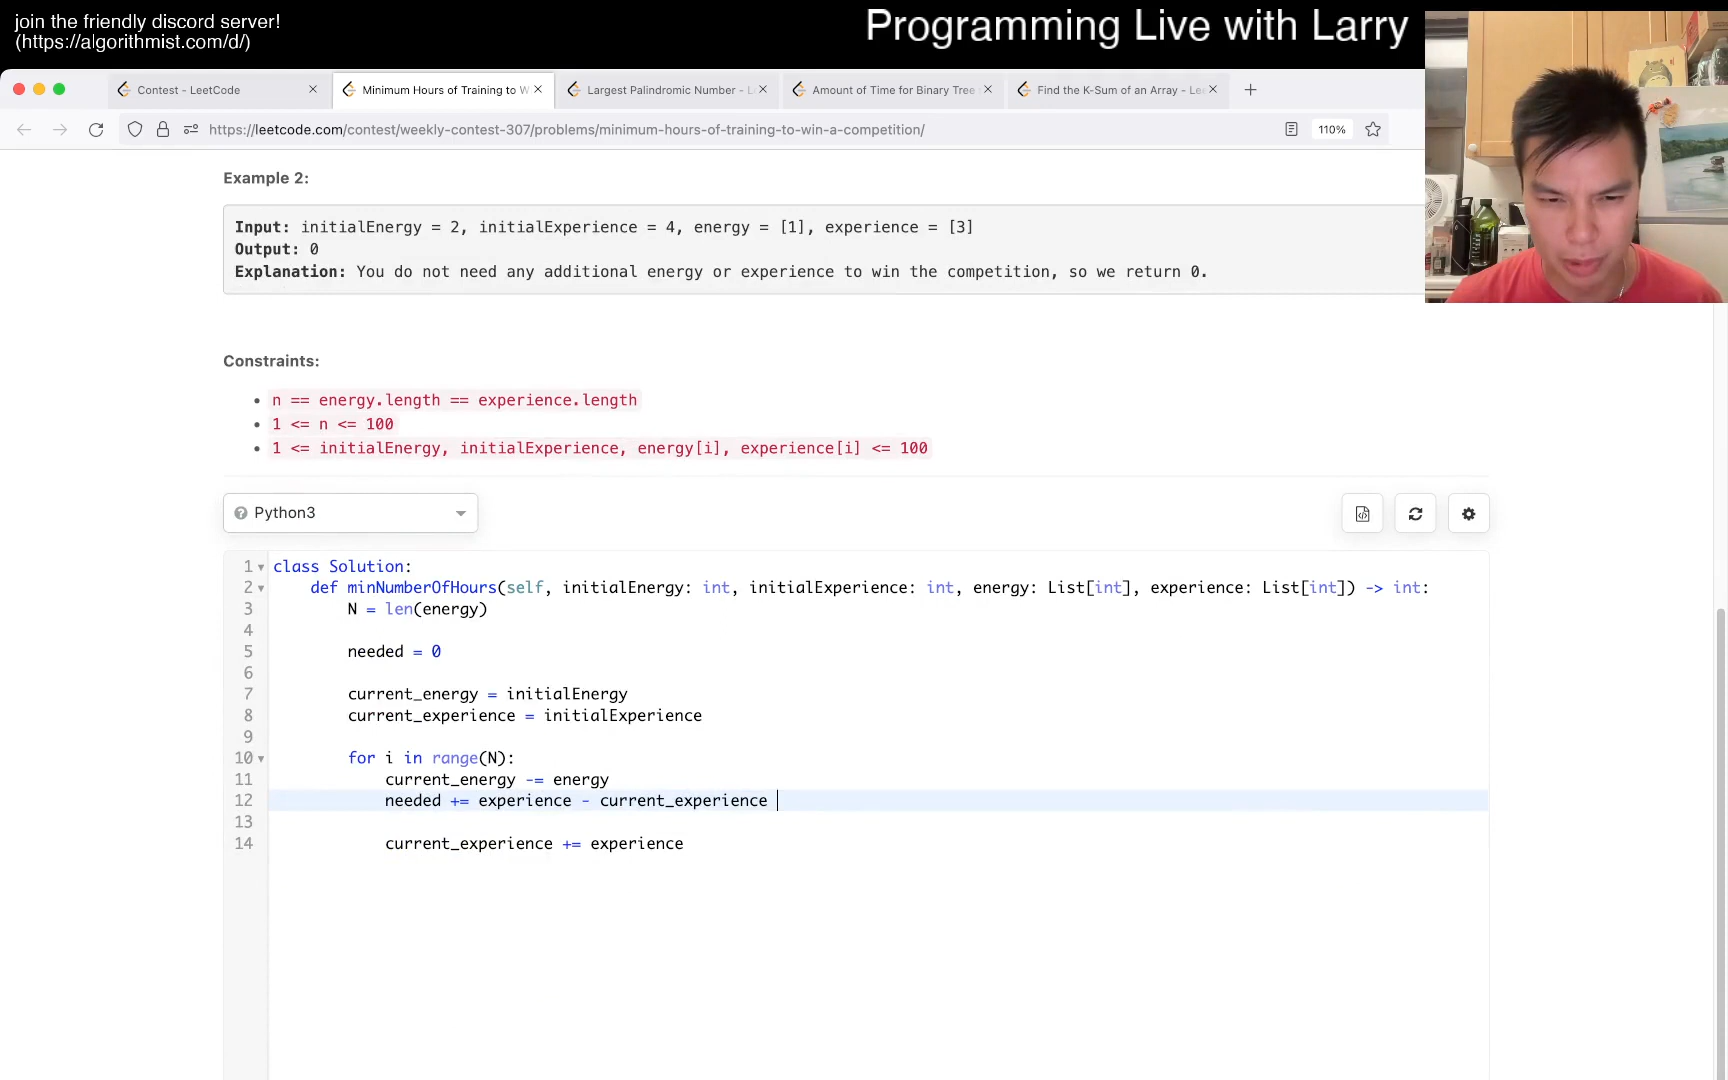 join the friendly discord server!
(https://algorithmist.com/d/)
Programming Live with Larry
Contest - LeetCode
Minimum Hours of Training to W
Largest Palindromic Number - L
Amount of Time for Binary Tree
Find the K-Sum of an Array - Le
https://leetcode.com/contest/weekly-contest-307/problems/minimum-hours-of-training-to-win-a-competition/
110%
Example 2:
Input: initialEnergy = 2, initialExperience = 4, energy = [1], experience = [3]
Output: 0
Explanation: You do not need any additional energy or experience to win the competition, so we return 0.
Constraints:
n == energy.length == experience.length
1 <= n <= 100
1 <= initialEnergy, initialExperience, energy[i], experience[i] <= 100
Python3
1 class Solution:
2 def minNumberOfHours(self, initialEnergy: int, initialExperience: int, energy: List[int], experience: List[int]) -> int:
3 N = len(energy)
4
5 needed = 0
6
7 current_energy = initialEnergy
8 current_experience = initialExperience
9
10 for i in range(N):
11 current_energy -= energy
12 needed += experience - current_experience
13
14 current_experience += experience